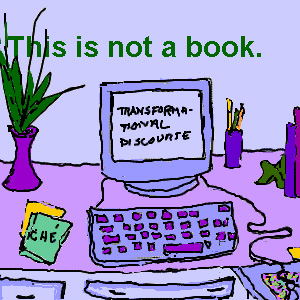 This is not a book.
TRANSFORMA-
TIONAL
DISCOURSE
CHÉ